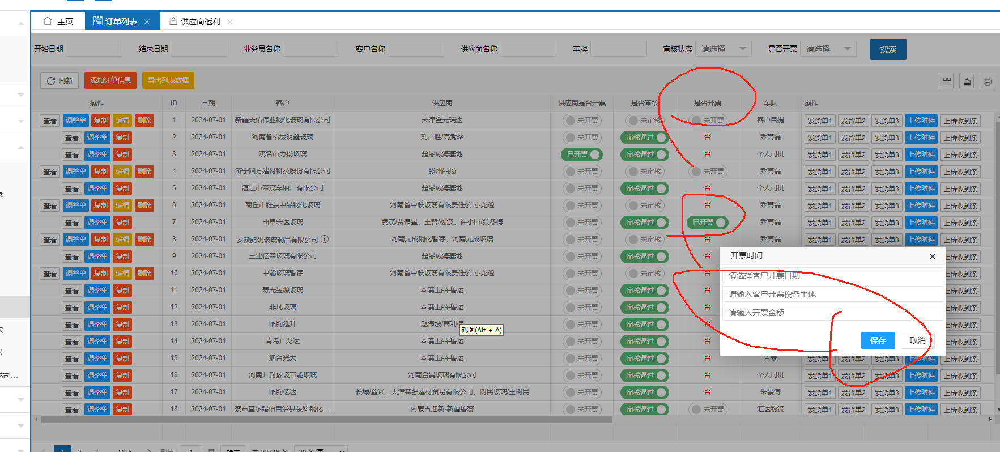 主页 订单列表 供应商返利
开始日期 结束日期 业务员名称 客户名称 供应商名称 车牌 审核状态 请选择 是否开票 请选择 搜索
刷新 添加订单信息 导出列表数据
操作 ID 日期 客户 供应商 供应商是否开票 是否审核 是否开票 车队 操作
查看 调整单 复制 编辑 删除 1 2024-07-01 新疆天佑伟业钢化玻璃有限公司 天津金元瑞达 未开票 未审核 未开票 客户自提 发货单1 发货单2 发货单3 上传附件 上传收到条
查看 调整单 复制 2 2024-07-01 河南省柘城明鑫玻璃 刘占胜/高秀玲 未开票 审核通过 否 乔高磊 发货单1 发货单2 发货单3 上传附件 上传收到条
查看 调整单 复制 3 2024-07-01 茂名市力扬玻璃 超晶威海基地 已开票 审核通过 否 个人司机 发货单1 发货单2 发货单3 上传附件 上传收到条
查看 调整单 复制 编辑 删除 4 2024-07-01 济宁圆方建材科技股份有限公司 滕州晶扬 未开票 未审核 未开票 乔高磊 发货单1 发货单2 发货单3 上传附件 上传收到条
查看 调整单 复制 5 2024-07-01 湛江市帝茂车厢厂有限公司 超晶威海基地 未开票 审核通过 否 个人司机 发货单1 发货单2 发货单3 上传附件 上传收到条
查看 调整单 复制 编辑 删除 6 2024-07-01 商丘市睢县中晶钢化玻璃 河南省中联玻璃有限责任公司-龙通 未开票 未审核 否 乔高磊 发货单1 发货单2 发货单3 上传附件 上传收到条
查看 调整单 复制 7 2024-07-01 曲阜宏达玻璃 腾茂/贾伟星、王哲/杨波、许小园/张冬梅 未开票 审核通过 已开票 乔高磊 发货单1 发货单2 发货单3 上传附件 上传收到条
查看 调整单 复制 编辑 删除 8 2024-07-01 安徽朗矾玻璃制品有限公司 河南元成钢化暂存、河南元成玻璃 未开票 未审核 否 乔高磊 发货单1 发货单2 发货单3 上传附件 上传收到条
查看 调整单 复制 9 2024-07-01 三亚亿森玻璃有限公司 超晶威海基地 未开票 审核通过 否 上传收到条
查看 调整单 复制 编辑 删除 10 2024-07-01 中能玻璃暂存 河南省中联玻璃有限责任公司-龙通 未开票 未审核 否 上传收到条
查看 调整单 复制 11 2024-07-01 寿光昱源玻璃 本溪玉晶-鲁运 未开票 审核通过 否 上传收到条
查看 调整单 复制 12 2024-07-01 非凡玻璃 本溪玉晶-鲁运 未开票 审核通过 否 上传收到条
查看 调整单 复制 13 2024-07-01 临朐延升 赵伟坡/曹利楠 未开票 审核通过 否 上传收到条
查看 调整单 复制 14 2024-07-01 青岛广龙达 本溪玉晶-鲁运 未开票 审核通过 否 上传收到条
查看 调整单 复制 15 2024-07-01 烟台光大 本溪玉晶-鲁运 未开票 审核通过 否 吉泰 发货单1 发货单2 发货单3 上传附件 上传收到条
查看 调整单 复制 16 2024-07-01 河南开封豫玻节能玻璃 河南金昊玻璃有限公司 未开票 审核通过 否 个人司机 发货单1 发货单2 发货单3 上传附件 上传收到条
查看 调整单 复制 17 2024-07-01 临朐亿达 长城/鑫焱、天津森强建材贸易有限公司、树民玻璃/王树民 未开票 审核通过 否 朱景涛 发货单1 发货单2 发货单3 上传附件 上传收到条
查看 调整单 复制 18 2024-07-01 察布查尔锡伯自治县东科钢化... 内蒙古迎新-新疆鲁蕊 未开票 审核通过 未开票 汇达物流 发货单1 发货单2 发货单3 上传附件 上传收到条
开票时间
请选择客户开票日期
请输入客户开票税务主体
请输入开票金额
保存 取消
截图(Alt + A)
1 2 3 1136 到第 1 页 确定 共 22716 条 20 条/页